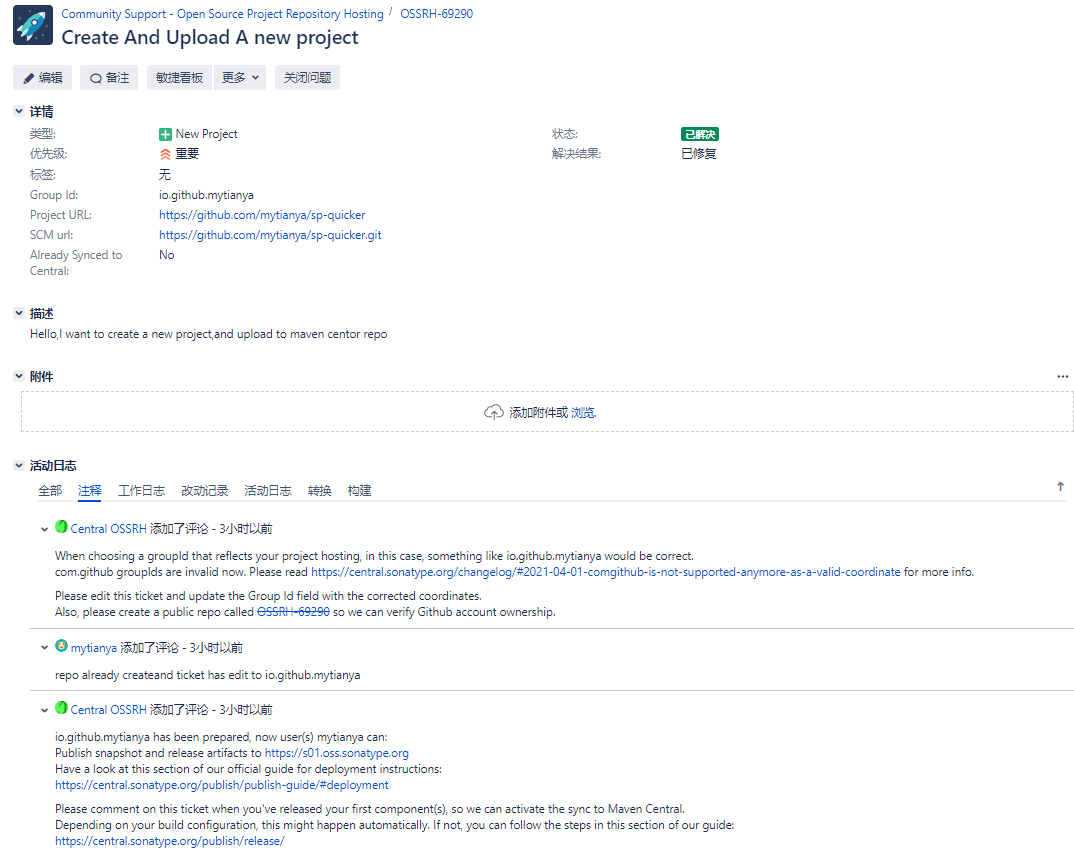 Community Support - Open Source Project Repository Hosting / OSSRH-69290
Create And Upload A new project
编辑 备注 敏捷看板 更多 关闭问题
详情
类型: New Project 状态: 已解决
优先级: 重要 解决结果: 已修复
标签: 无
Group Id: io.github.mytianya
Project URL: https://github.com/mytianya/sp-quicker
SCM url: https://github.com/mytianya/sp-quicker.git
Already Synced to No
Central:
描述
Hello,I want to create a new project,and upload to maven centor repo
附件
添加附件或 浏览.
活动日志
全部 注释 工作日志 改动记录 活动日志 转换 构建
Central OSSRH 添加了评论 - 3小时以前
When choosing a groupId that reflects your project hosting, in this case, something like io.github.mytianya would be correct.
com.github groupIds are invalid now. Please read https://central.sonatype.org/changelog/#2021-04-01-comgithub-is-not-supported-anymore-as-a-valid-coordinate for more info.
Please edit this ticket and update the Group Id field with the corrected coordinates.
Also, please create a public repo called OSSRH-69290 so we can verify Github account ownership.
mytianya 添加了评论 - 3小时以前
repo already createand ticket has edit to io.github.mytianya
Central OSSRH 添加了评论 - 3小时以前
io.github.mytianya has been prepared, now user(s) mytianya can:
Publish snapshot and release artifacts to https://s01.oss.sonatype.org
Have a look at this section of our official guide for deployment instructions:
https://central.sonatype.org/publish/publish-guide/#deployment
Please comment on this ticket when you've released your first component(s), so we can activate the sync to Maven Central.
Depending on your build configuration, this might happen automatically. If not, you can follow the steps in this section of our guide:
https://central.sonatype.org/publish/release/